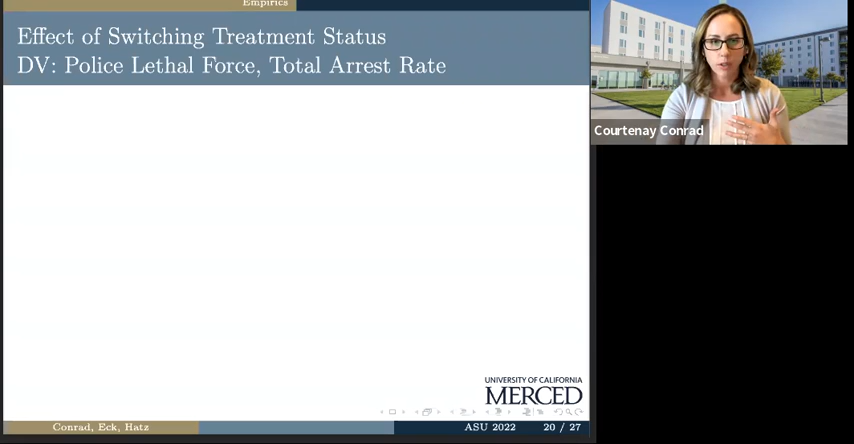 Empirics
Effect of Switching Treatment Status
DV: Police Lethal Force, Total Arrest Rate
Courtenay Conrad
UNIVERSITY OF CALIFORNIA
MERCED
Conrad, Eck, Hatz
ASU 2022
20 / 27